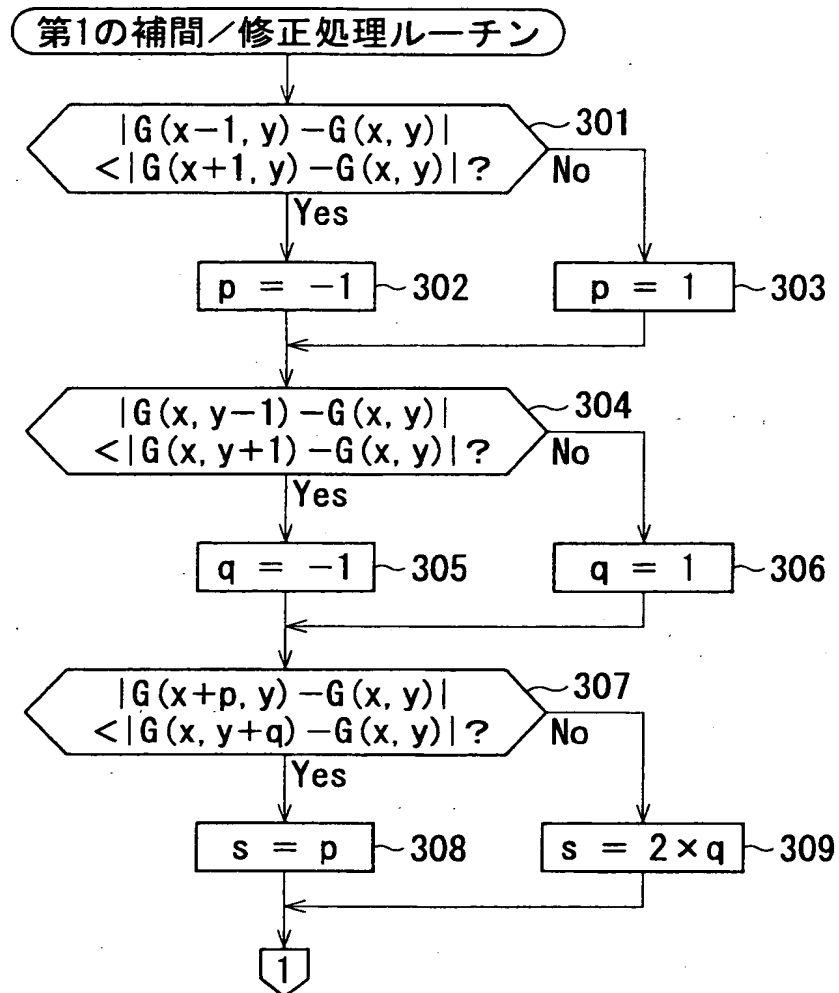 第1の補間／修正処理ルーチン
|G(x−1, y)−G(x, y)|
<|G(x+1, y)−G(x, y)|?
301
No
Yes
p = −1
302
p = 1
303
|G(x, y−1)−G(x, y)|
<|G(x, y+1)−G(x, y)|?
304
No
Yes
q = −1
305
q = 1
306
|G(x+p, y)−G(x, y)|
<|G(x, y+q)−G(x, y)|?
307
No
Yes
s = p
308
s = 2×q
309
1